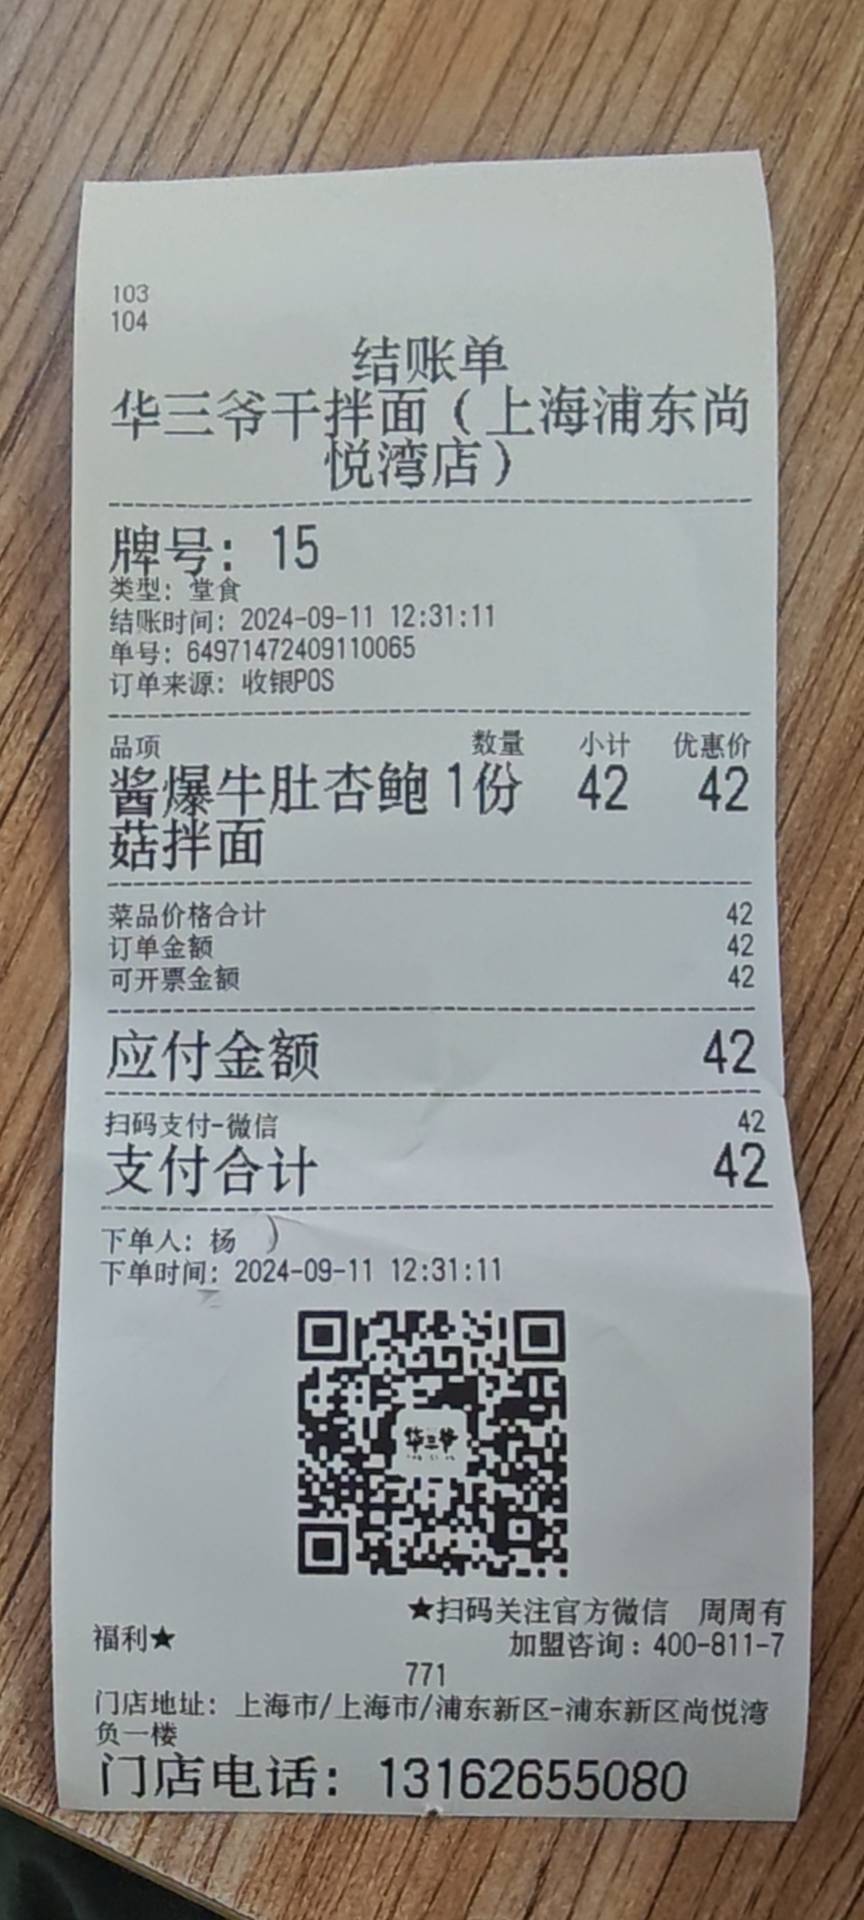 103
104
结账单
华三爷干拌面（上海浦东尚
悦湾店）
牌号：15
类型：堂食
结账时间：2024-09-11 12:31:11
单号：64971472409110065
订单来源：收银POS
品项 数量 小计 优惠价
酱爆牛肚杏鲍 1份 42 42
菇拌面
菜品价格合计 42
订单金额 42
可开票金额 42
应付金额 42
扫码支付-微信 42
支付合计 42
下单人：杨
下单时间：2024-09-11 12:31:11
华三爷
★扫码关注官方微信 周周有
福利★ 加盟咨询：400-811-7
771
门店地址：上海市/上海市/浦东新区-浦东新区尚悦湾
负一楼
门店电话：13162655080